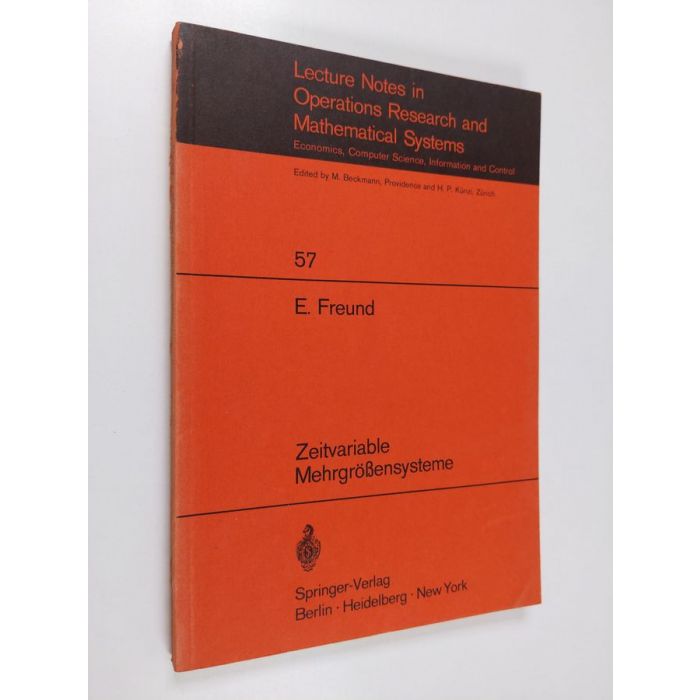 Lecture Notes in
Operations Research and
Mathematical Systems
Economics, Computer Science, Information and Control
Edited by M. Beckmann, Providence and H. P. Künzi, Zürich
57
E. Freund
Zeitvariable
Mehrgrößensysteme
Springer-Verlag
Berlin · Heidelberg · New York